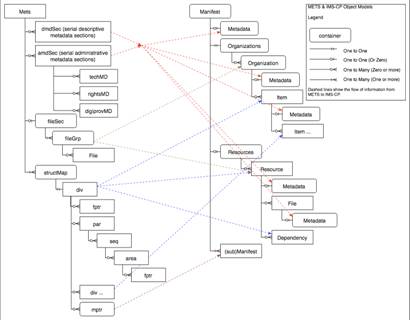 Mets
dmdSec (serial descriptive
metadata sections)
amdSec (serial administrative
metadata sections)
techMD
rightsMD
digiprovMD
fileSec
fileGrp
File
structMap
div
fptr
par
seq
area
fptr
div ...
mptr
Manifest
Metadata
Organizations
Organization
Metadata
Item
Metadata
Item ...
Resources
Resource
Metadata
File
Metadata
Dependency
(sub)Manifest
METS & IMS-CP Object Models
Legend
container
One to One
One to One (Or Zero)
One to Many (Zero or more)
One to Many (One or more)
Dashed lines show the flow of information from
METS to IMS-CP